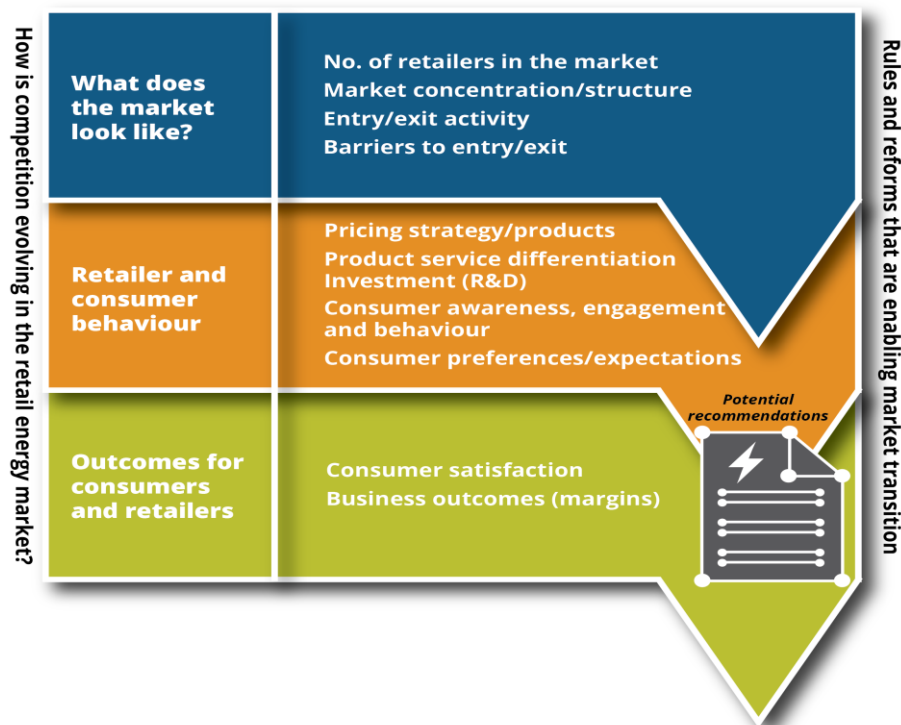 How is competition evolving in the retail energy market?
What does
the market
look like?
No. of retailers in the market
Market concentration/structure
Entry/exit activity
Barriers to entry/exit
Retailer and
consumer
behaviour
Pricing strategy/products
Product service differentiation
Investment (R&D)
Consumer awareness, engagement
and behaviour
Consumer preferences/expectations
Potential
recommendations
Outcomes for
consumers
and retailers
Consumer satisfaction
Business outcomes (margins)
Rules and reforms that are enabling market transition